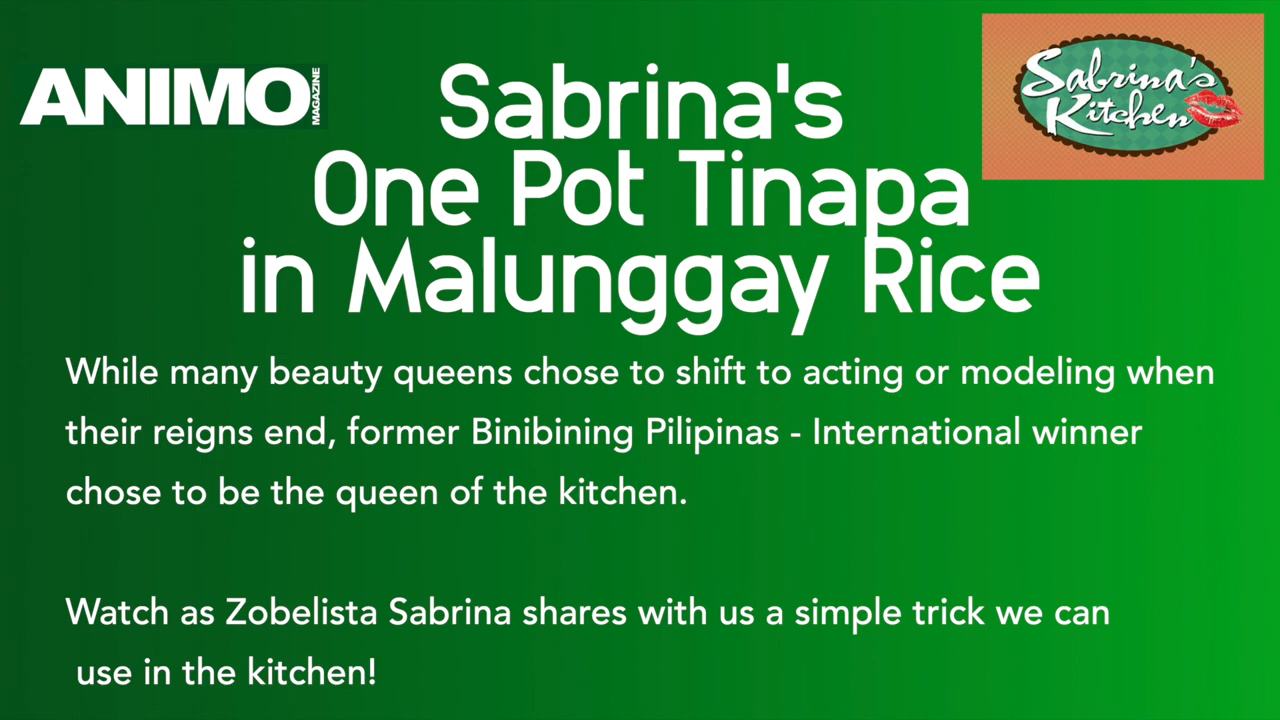 ANIMO
MAGAZINE
Sabrina's
Kitchen
Sabrina's
One Pot Tinapa
in Malunggay Rice
While many beauty queens chose to shift to acting or modeling when
their reigns end, former Binibining Pilipinas - International winner
chose to be the queen of the kitchen.
Watch as Zobelista Sabrina shares with us a simple trick we can
use in the kitchen!